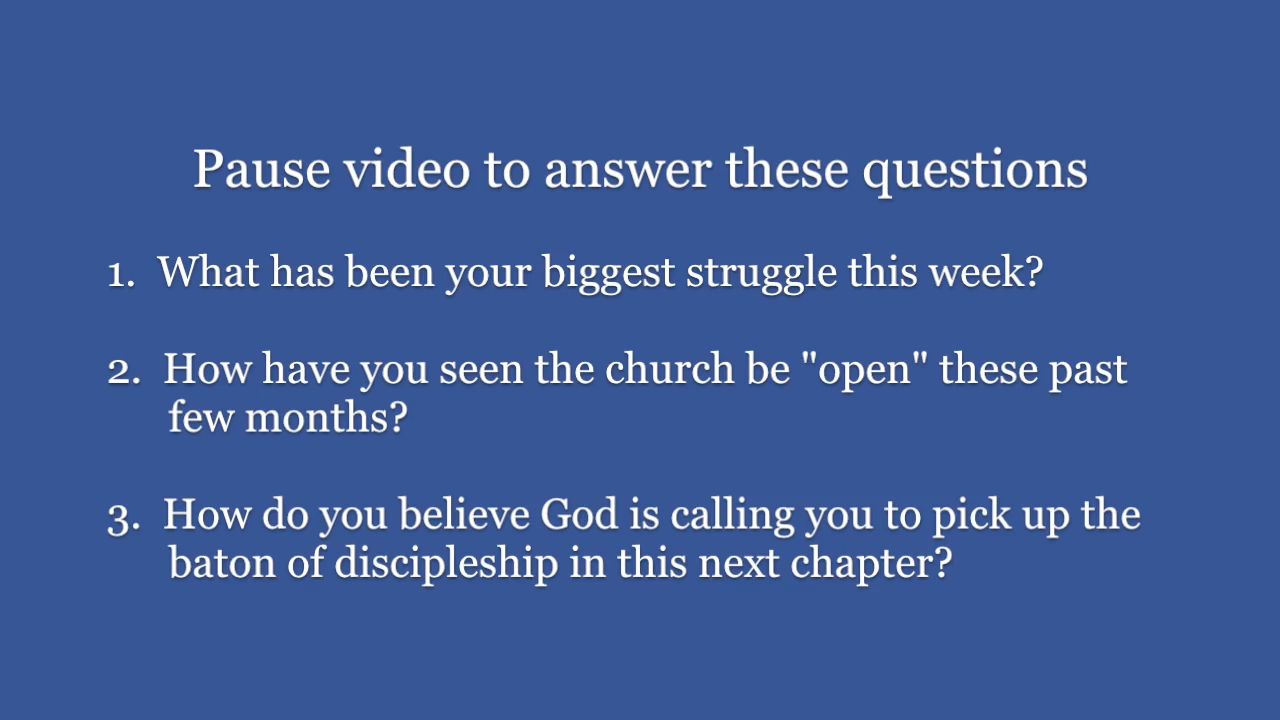 Pause video to answer these questions
1. What has been your biggest struggle this week?
2. How have you seen the church be "open" these past
few months?
3. How do you believe God is calling you to pick up the
baton of discipleship in this next chapter?